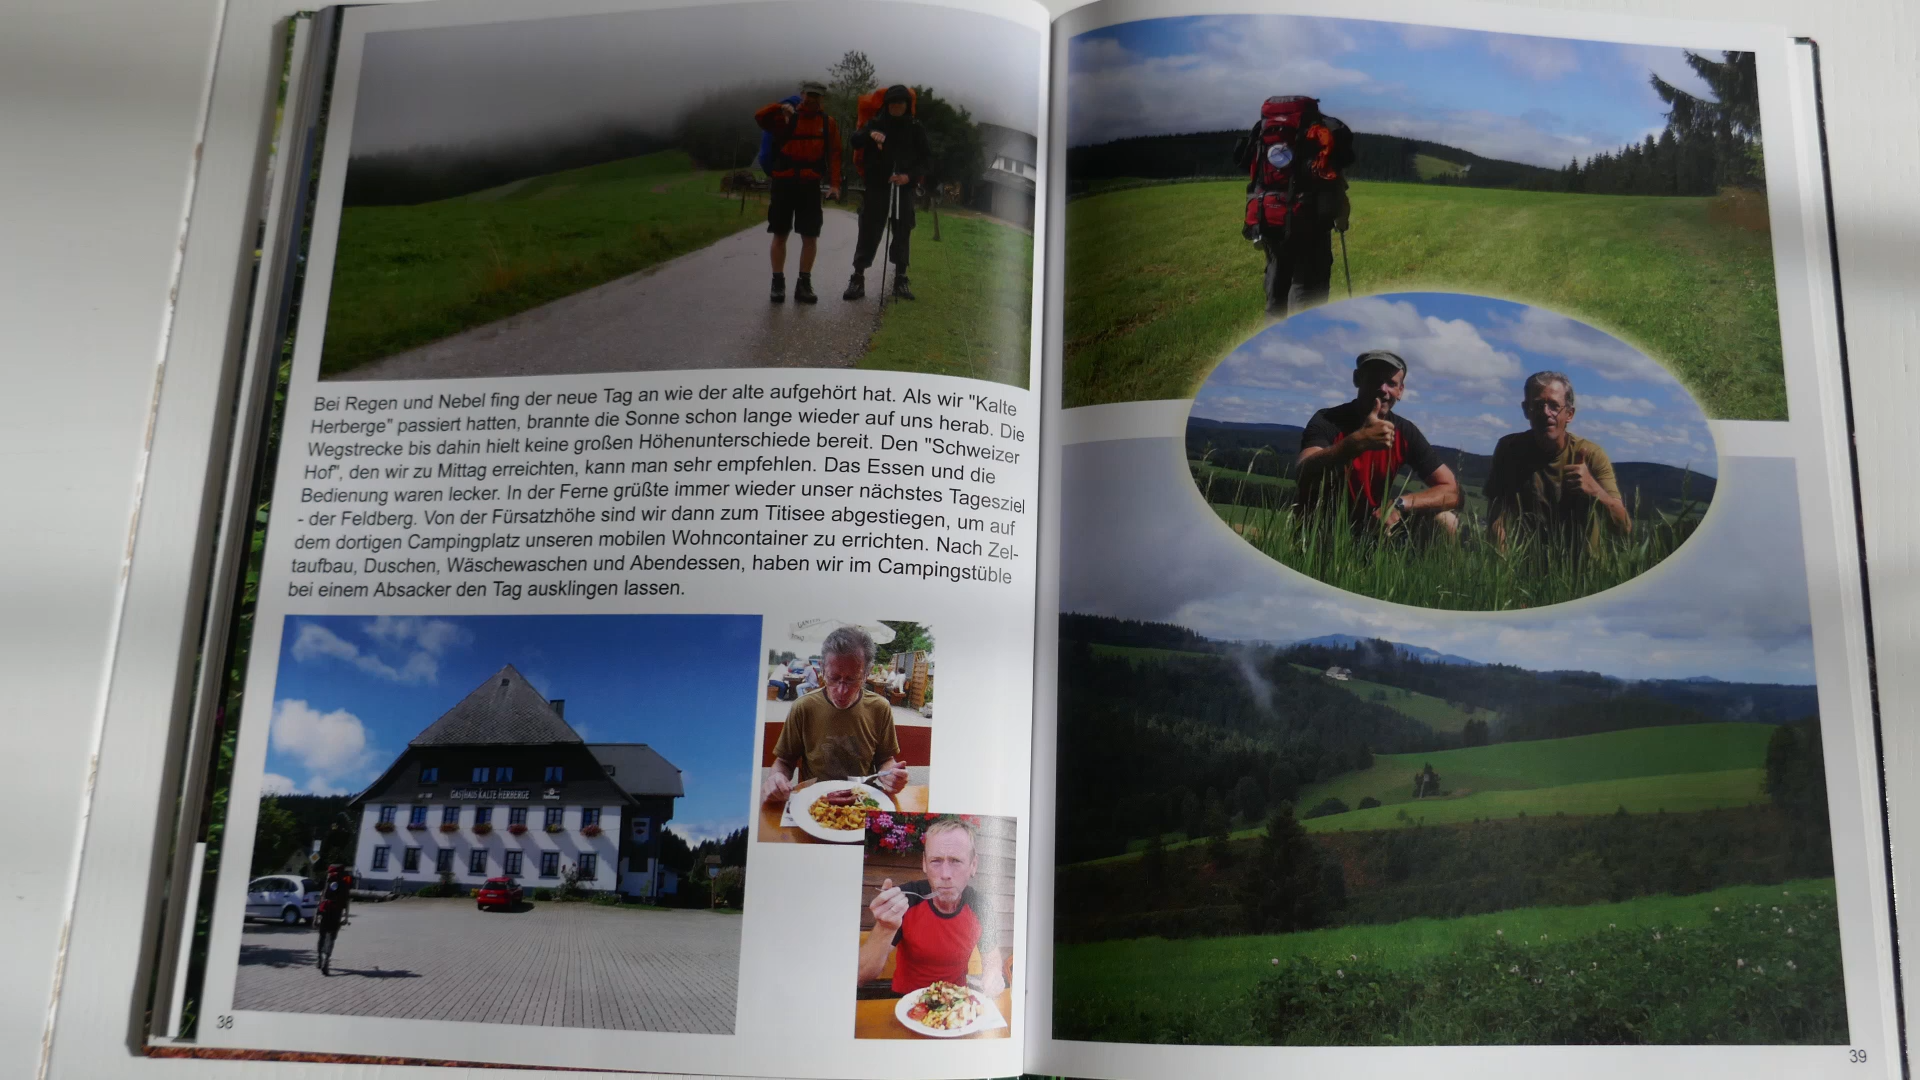 Bei Regen und Nebel fing der neue Tag an wie der alte aufgehört hat. Als wir "Kalte
Herberge" passiert hatten, brannte die Sonne schon lange wieder auf uns herab. Die
Wegstrecke bis dahin hielt keine großen Höhenunterschiede bereit. Den "Schweizer
Hof", den wir zu Mittag erreichten, kann man sehr empfehlen. Das Essen und die
Bedienung waren lecker. In der Ferne grüßte immer wieder unser nächstes Tagesziel
- der Feldberg. Von der Fürsatzhöhe sind wir dann zum Titisee abgestiegen, um auf
dem dortigen Campingplatz unseren mobilen Wohncontainer zu errichten. Nach Zel-
taufbau, Duschen, Wäschewaschen und Abendessen, haben wir im Campingstüble
bei einem Absacker den Tag ausklingen lassen.
GASTHAUS KALTE HERBERGE
38
39